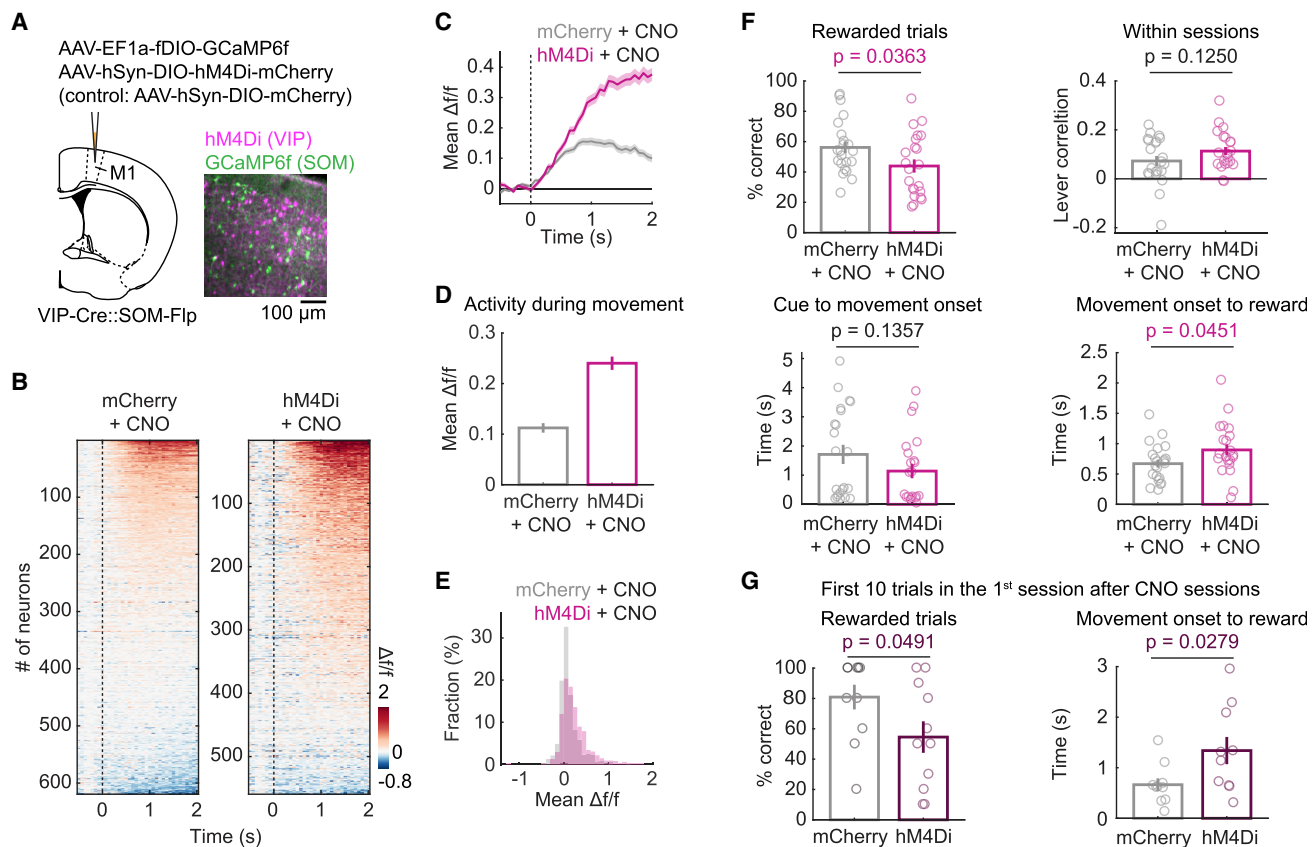 A
AAV-EF1a-fDIO-GCaMP6f
AAV-hSyn-DIO-hM4Di-mCherry
(control: AAV-hSyn-DIO-mCherry)
M1
hM4Di (VIP)
GCaMP6f (SOM)
VIP-Cre::SOM-Flp
100 µm
B
mCherry
+ CNO
hM4Di
+ CNO
# of neurons
100
200
300
400
500
600
100
200
300
400
500
0
1
2
0
1
2
Time (s)
Δf/f
2
0
-0.8
C
mCherry + CNO
hM4Di + CNO
Mean Δf/f
0.4
0.3
0.2
0.1
0
0
1
2
Time (s)
D
Activity during movement
Mean Δf/f
0.3
0.2
0.1
0
mCherry
+ CNO
hM4Di
+ CNO
E
mCherry + CNO
hM4Di + CNO
Fraction (%)
30
20
10
0
-1
0
1
2
Mean Δf/f
F
Rewarded trials
p = 0.0363
% correct
100
80
60
40
20
0
mCherry
+ CNO
hM4Di
+ CNO
Within sessions
p = 0.1250
Lever correltion
0.4
0.2
0
-0.2
mCherry
+ CNO
hM4Di
+ CNO
Cue to movement onset
p = 0.1357
Time (s)
5
4
3
2
1
0
mCherry
+ CNO
hM4Di
+ CNO
Movement onset to reward
p = 0.0451
Time (s)
2.5
2
1.5
1
0.5
0
mCherry
+ CNO
hM4Di
+ CNO
G
First 10 trials in the 1st session after CNO sessions
Rewarded trials
p = 0.0491
% correct
100
80
60
40
20
0
mCherry
hM4Di
Movement onset to reward
p = 0.0279
Time (s)
3
2
1
0
mCherry
hM4Di